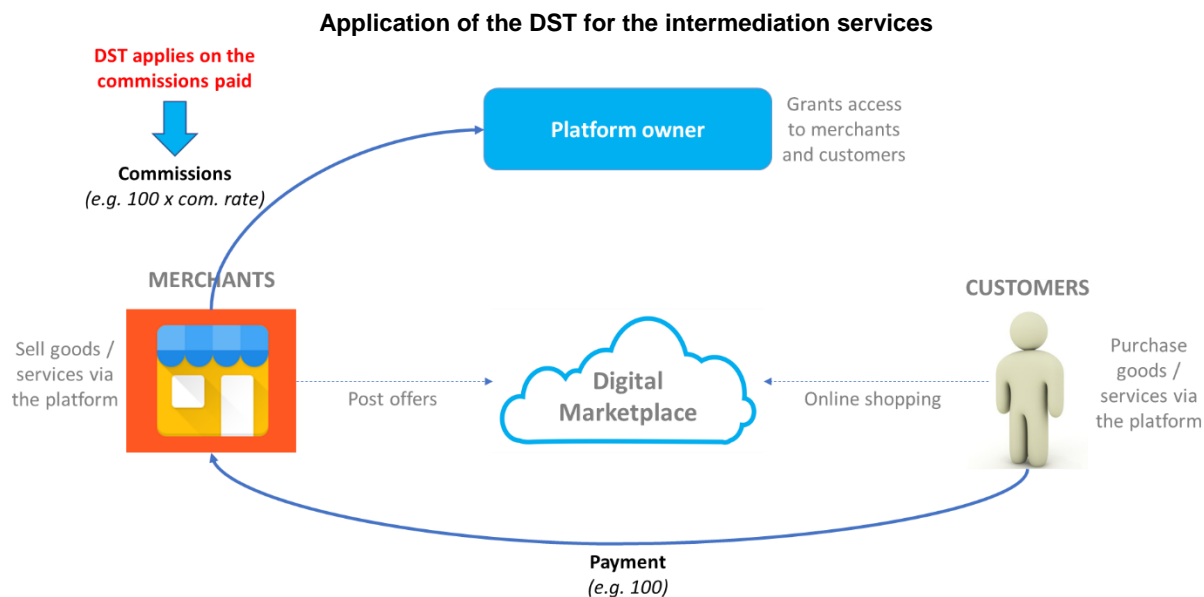 Application of the DST for the intermediation services
DST applies on the
commissions paid
Platform owner
Grants access
to merchants
and customers
Commissions
(e.g. 100 x com. rate)
MERCHANTS
CUSTOMERS
Sell goods /
services via
the platform
Post offers
Digital
Marketplace
Online shopping
Purchase
goods /
services via
the platform
Payment
(e.g. 100)